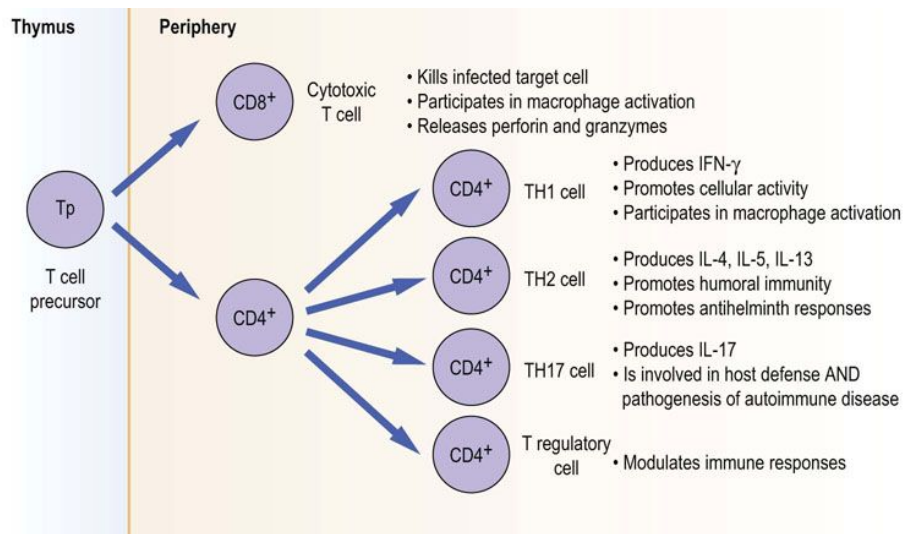 Thymus
Periphery
CD8+
Cytotoxic
T cell
• Kills infected target cell
• Participates in macrophage activation
• Releases perforin and granzymes
Tp
T cell
precursor
CD4+
CD4+
TH1 cell
• Produces IFN-γ
• Promotes cellular activity
• Participates in macrophage activation
CD4+
TH2 cell
• Produces IL-4, IL-5, IL-13
• Promotes humoral immunity
• Promotes antihelminth responses
CD4+
TH17 cell
• Produces IL-17
• Is involved in host defense AND
pathogenesis of autoimmune disease
CD4+
T regulatory
cell
• Modulates immune responses